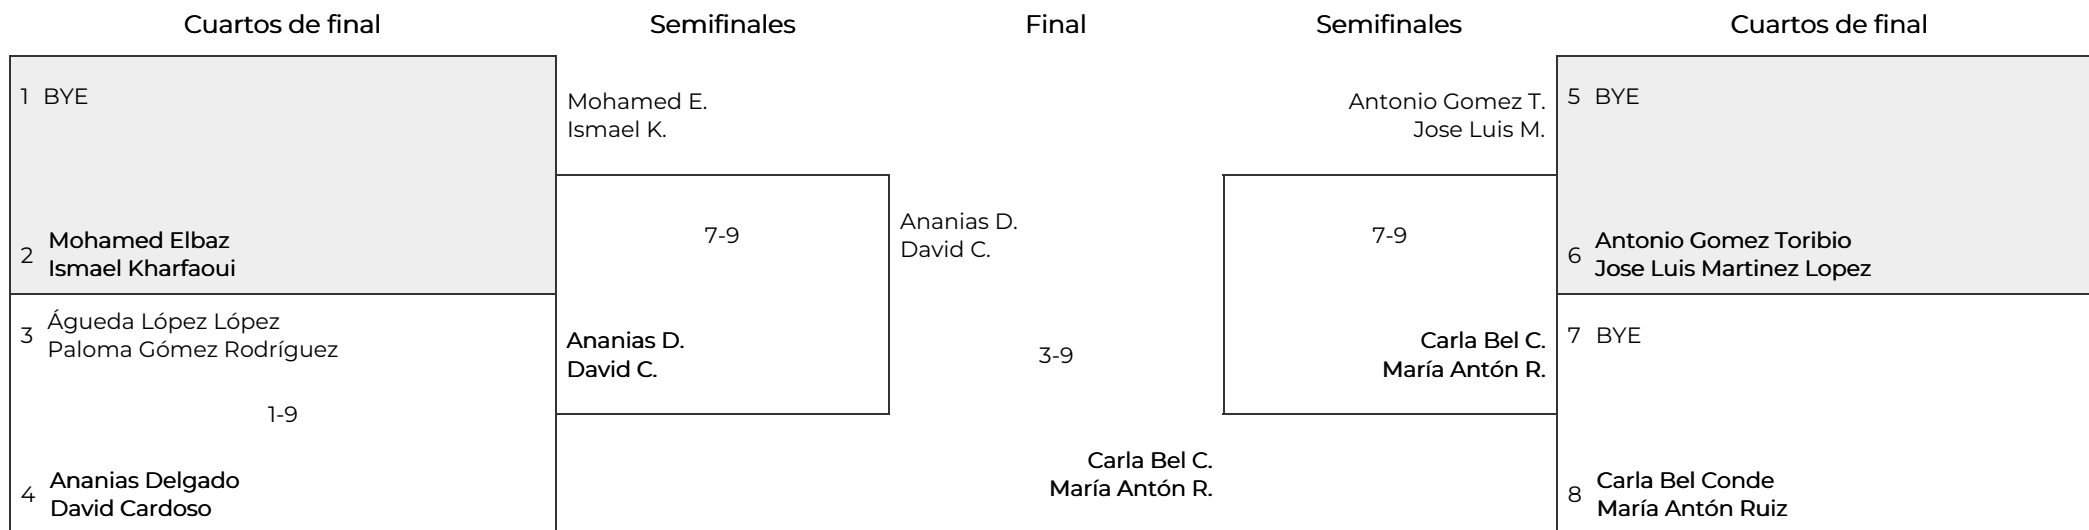 Cuartos de final
Semifinales
Final
Semifinales
Cuartos de final
1 BYE
2 Mohamed Elbaz
Ismael Kharfaoui
3 Águeda López López
Paloma Gómez Rodríguez
1-9
4 Ananias Delgado
David Cardoso
Mohamed E.
Ismael K.
7-9
Ananias D.
David C.
Ananias D.
David C.
3-9
Carla Bel C.
María Antón R.
Antonio Gomez T.
Jose Luis M.
7-9
Carla Bel C.
María Antón R.
5 BYE
6 Antonio Gomez Toribio
Jose Luis Martinez Lopez
7 BYE
8 Carla Bel Conde
María Antón Ruiz